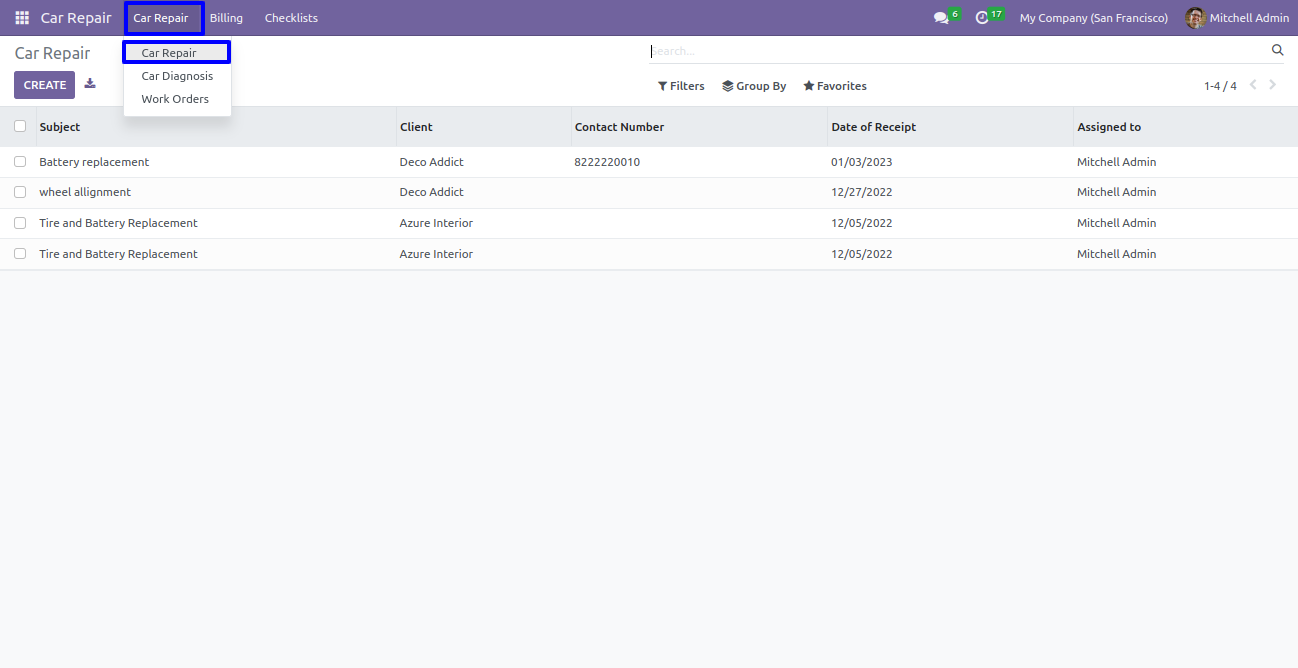 Car Repair Car Repair Billing Checklists 6 17 My Company (San Francisco) Mitchell Admin
Car Repair Search...
Car Repair
Car Diagnosis
Work Orders
CREATE Filters Group By Favorites 1-4 / 4
Subject Client Contact Number Date of Receipt Assigned to
Battery replacement Deco Addict 8222220010 01/03/2023 Mitchell Admin
wheel allignment Deco Addict 12/27/2022 Mitchell Admin
Tire and Battery Replacement Azure Interior 12/05/2022 Mitchell Admin
Tire and Battery Replacement Azure Interior 12/05/2022 Mitchell Admin